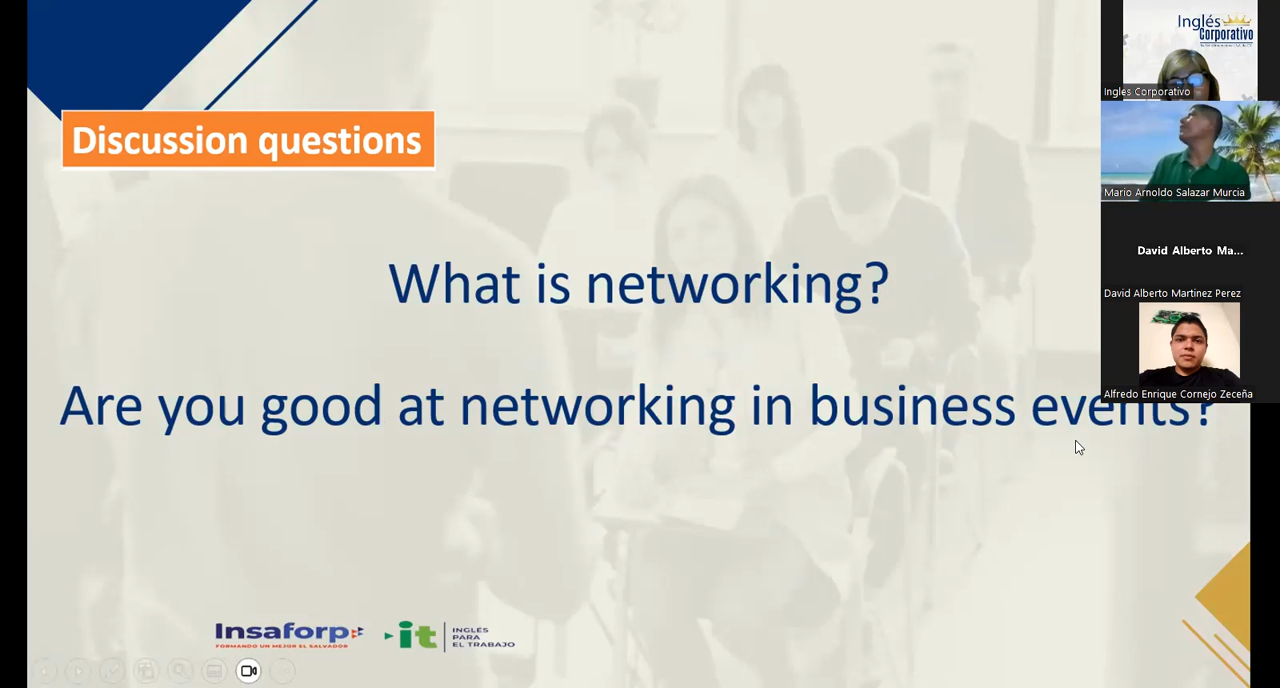 Discussion questions
What is networking?
Are you good at networking in business events?
Insaforp
FORMANDO UN MEJOR EL SALVADOR
it
INGLÉS
PARA
EL TRABAJO
Inglés
Corporativo
Ingles Corporativo
Mario Arnoldo Salazar Murcia
David Alberto Ma...
David Alberto Martinez Perez
Alfredo Enrique Cornejo Zeceña